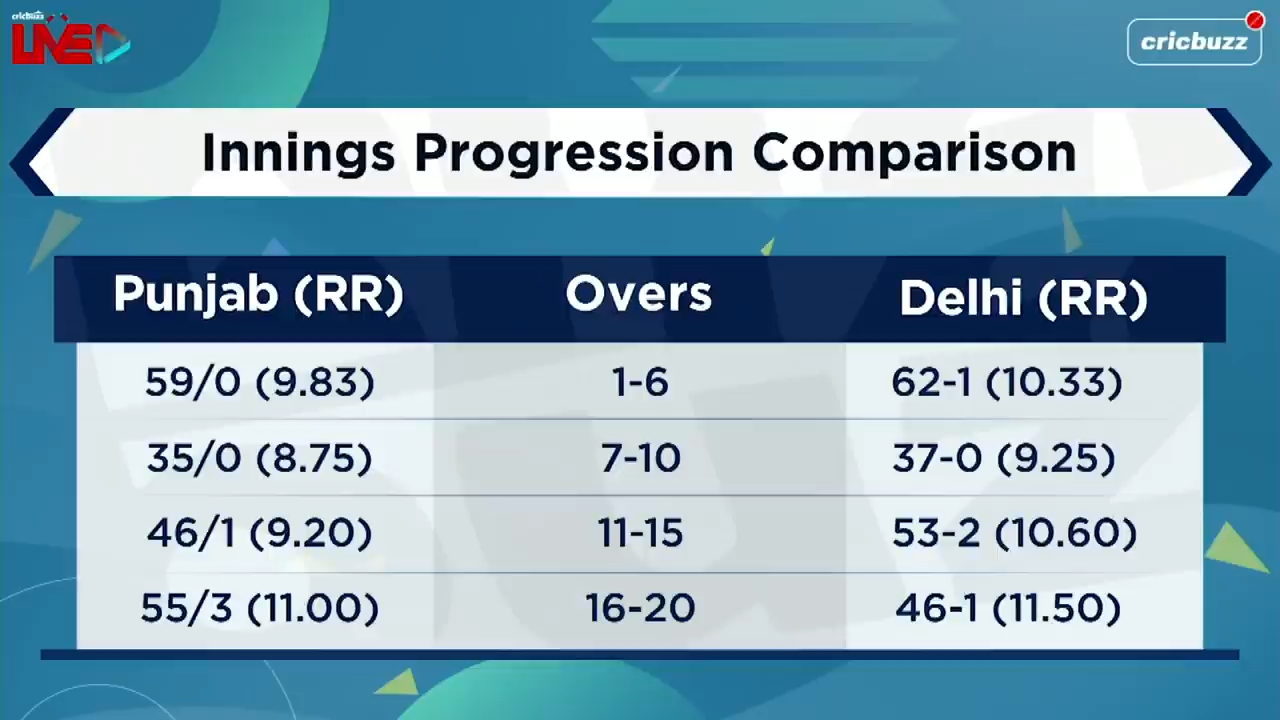 cricbuzz
LIVE
cricbuzz
Innings Progression Comparison
Punjab (RR) Overs Delhi (RR)
59/0 (9.83) 1-6 62-1 (10.33)
35/0 (8.75) 7-10 37-0 (9.25)
46/1 (9.20) 11-15 53-2 (10.60)
55/3 (11.00) 16-20 46-1 (11.50)